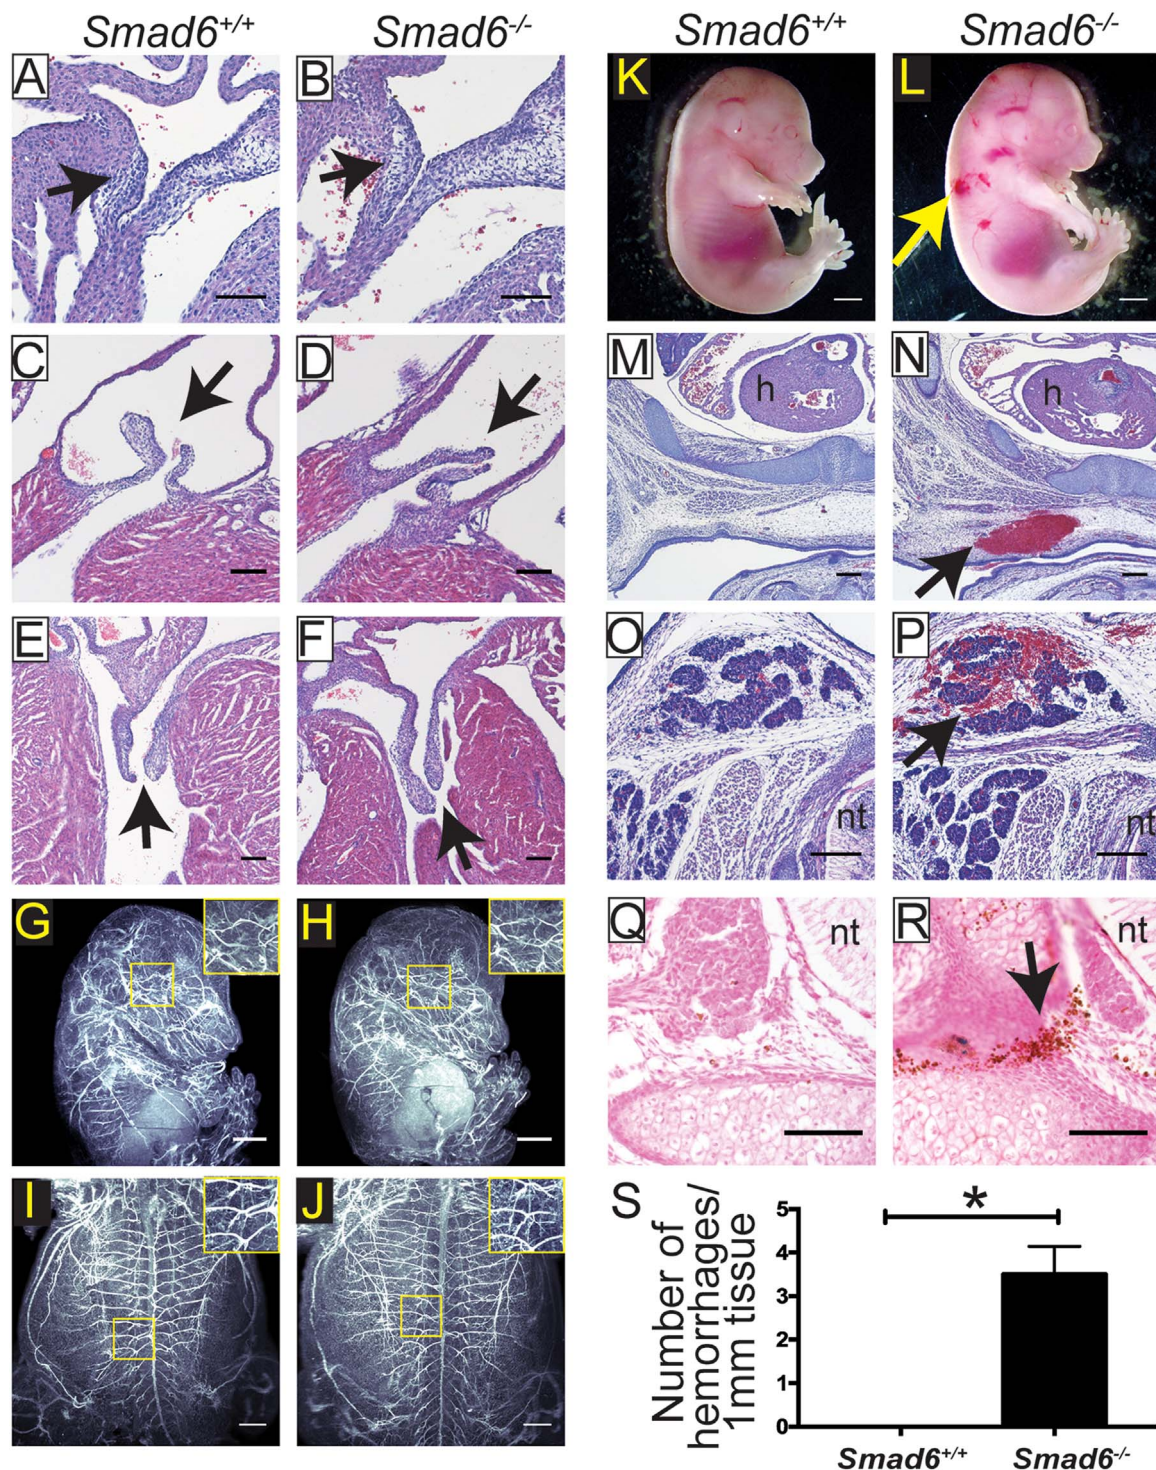 Smad6+/+ Smad6-/- Smad6+/+ Smad6-/-
A B K L
C D M h N h
E F O nt P nt
G H Q nt R nt
I J S
Number of hemorrhages/ 1mm tissue
*
5
4
3
2
1
0
Smad6+/+ Smad6-/-